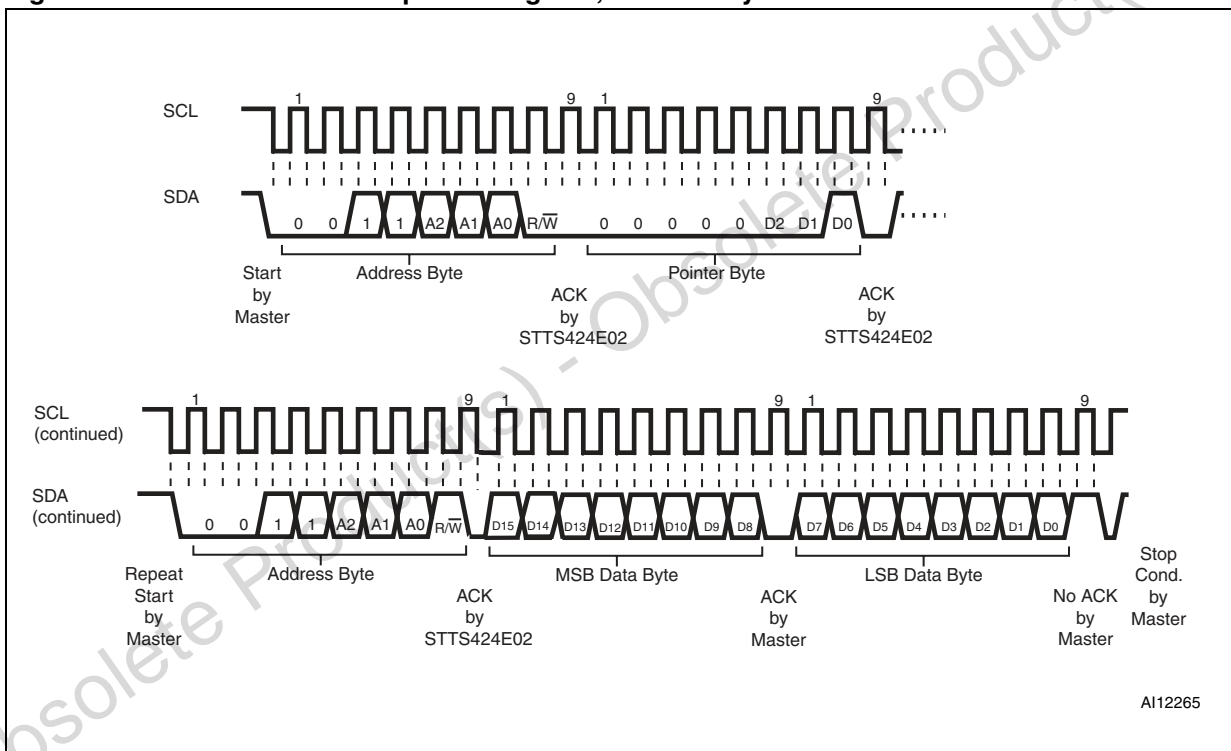 SCL
1 9 1 9
SDA
0 0 1 1 A2 A1 A0 R/W 0 0 0 0 0 D2 D1 D0
Address Byte
Pointer Byte
Start
by
Master
ACK
by
STTS424E02
ACK
by
STTS424E02
SCL
(continued)
1 9 1 9 1 9
SDA
(continued)
0 0 1 1 A2 A1 A0 R/W D15 D14 D13 D12 D11 D10 D9 D8 D7 D6 D5 D4 D3 D2 D1 D0
Address Byte
MSB Data Byte
LSB Data Byte
Repeat
Start
by
Master
ACK
by
STTS424E02
ACK
by
Master
No ACK
by
Master
Stop
Cond.
by
Master
AI12265
Obsolete Product(s) - Obsolete Product(